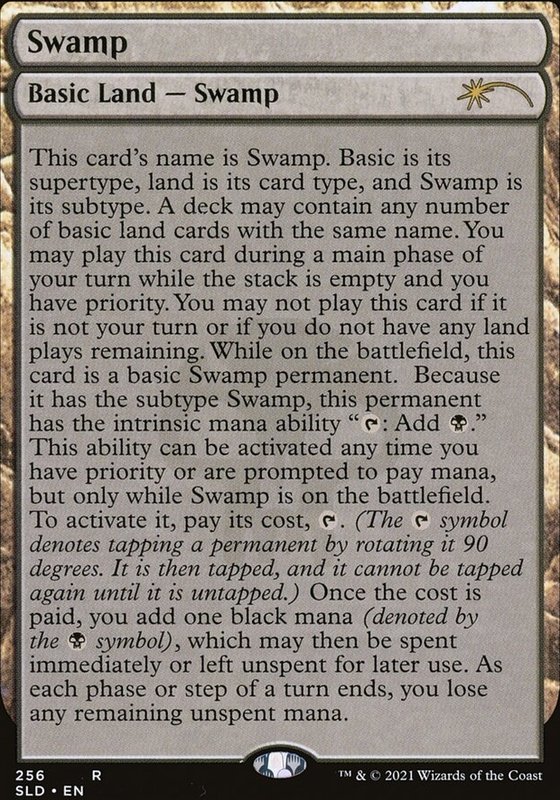 Swamp
Basic Land — Swamp
This card's name is Swamp. Basic is its
supertype, land is its card type, and Swamp is
its subtype. A deck may contain any number
of basic land cards with the same name. You
may play this card during a main phase of
your turn while the stack is empty and you
have priority. You may not play this card if it
is not your turn or if you do not have any land
plays remaining. While on the battlefield, this
card is a basic Swamp permanent. Because
it has the subtype Swamp, this permanent
has the intrinsic mana ability “: Add .”
This ability can be activated any time you
have priority or are prompted to pay mana,
but only while Swamp is on the battlefield.
To activate it, pay its cost, . (The symbol
denotes tapping a permanent by rotating it 90
degrees. It is then tapped, and it cannot be tapped
again until it is untapped.) Once the cost is
paid, you add one black mana (denoted by
the symbol), which may then be spent
immediately or left unspent for later use. As
each phase or step of a turn ends, you lose
any remaining unspent mana.
256 R
SLD • EN
™ & © 2021 Wizards of the Coast